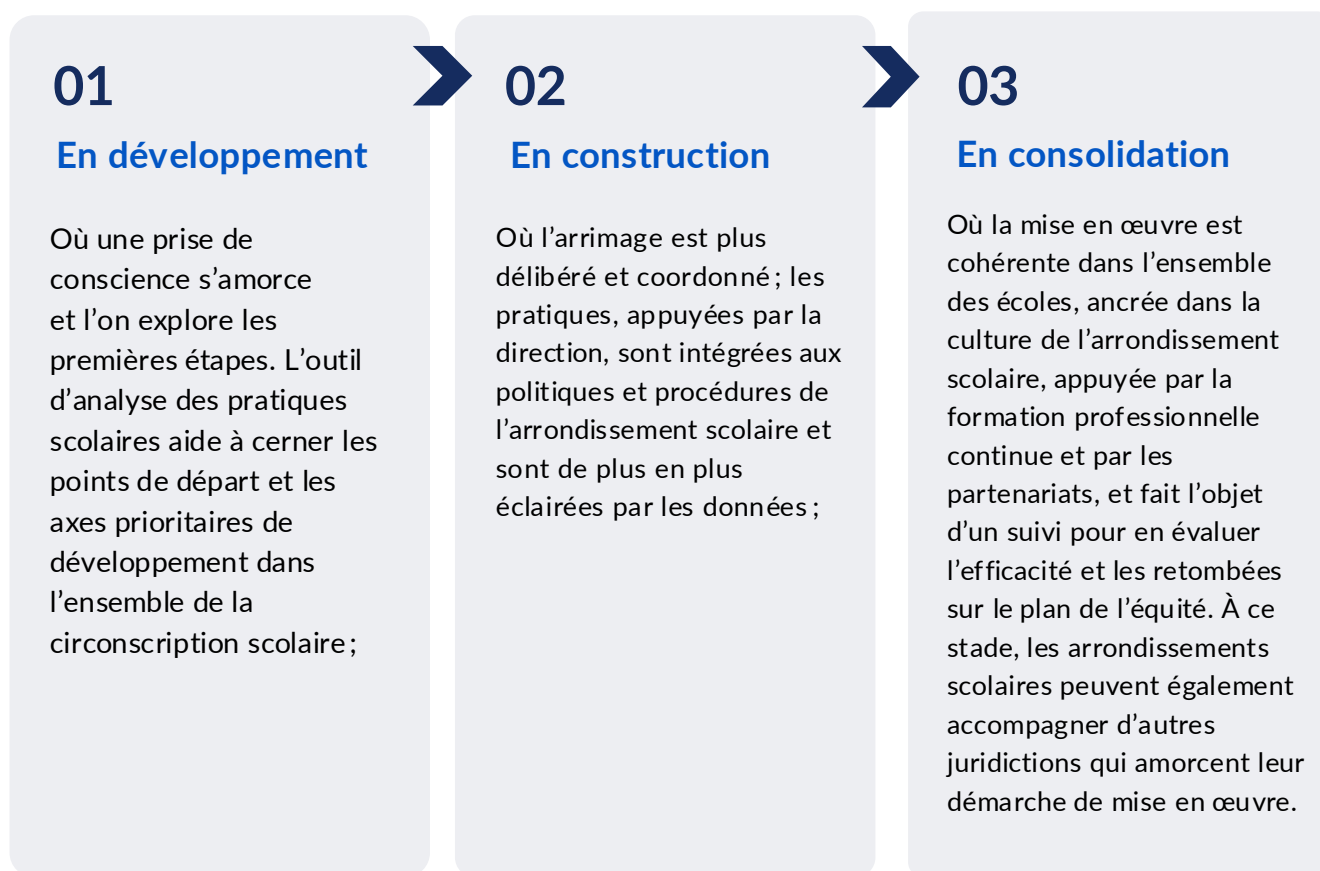 01
En développement
Où une prise de
conscience s’amorce
et l’on explore les
premières étapes. L’outil
d’analyse des pratiques
scolaires aide à cerner les
points de départ et les
axes prioritaires de
développement dans
l’ensemble de la
circonscription scolaire ;
02
En construction
Où l’arrimage est plus
délibéré et coordonné ; les
pratiques, appuyées par la
direction, sont intégrées aux
politiques et procédures de
l’arrondissement scolaire et
sont de plus en plus
éclairées par les données ;
03
En consolidation
Où la mise en œuvre est
cohérente dans l’ensemble
des écoles, ancrée dans la
culture de l’arrondissement
scolaire, appuyée par la
formation professionnelle
continue et par les
partenariats, et fait l’objet
d’un suivi pour en évaluer
l’efficacité et les retombées
sur le plan de l’équité. À ce
stade, les arrondissements
scolaires peuvent également
accompagner d’autres
juridictions qui amorcent leur
démarche de mise en œuvre.